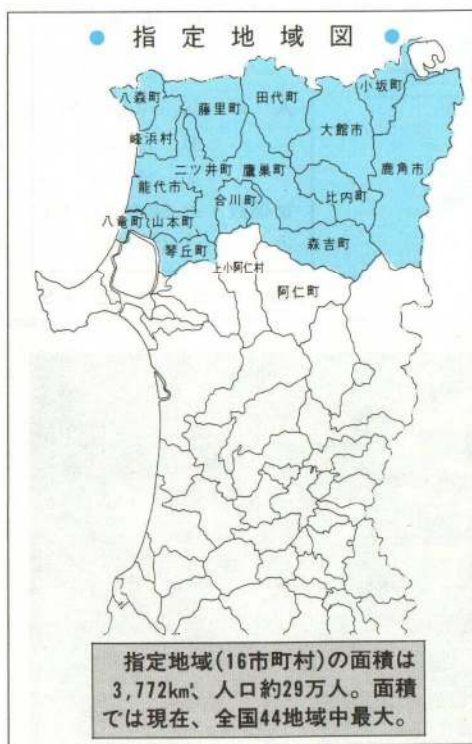 ● 指定地域図 ●
八森町
藤里町
田代町
小坂町
峰浜村
大館市
鹿角市
二ツ井町
鷹巣町
能代市
合川町
比内町
八竜町
山本町
琴丘町
森吉町
上小阿仁村
阿仁町
指定地域(16市町村)の面積は
3,772km²、人口約29万人。面積
では現在、全国44地域中最大。